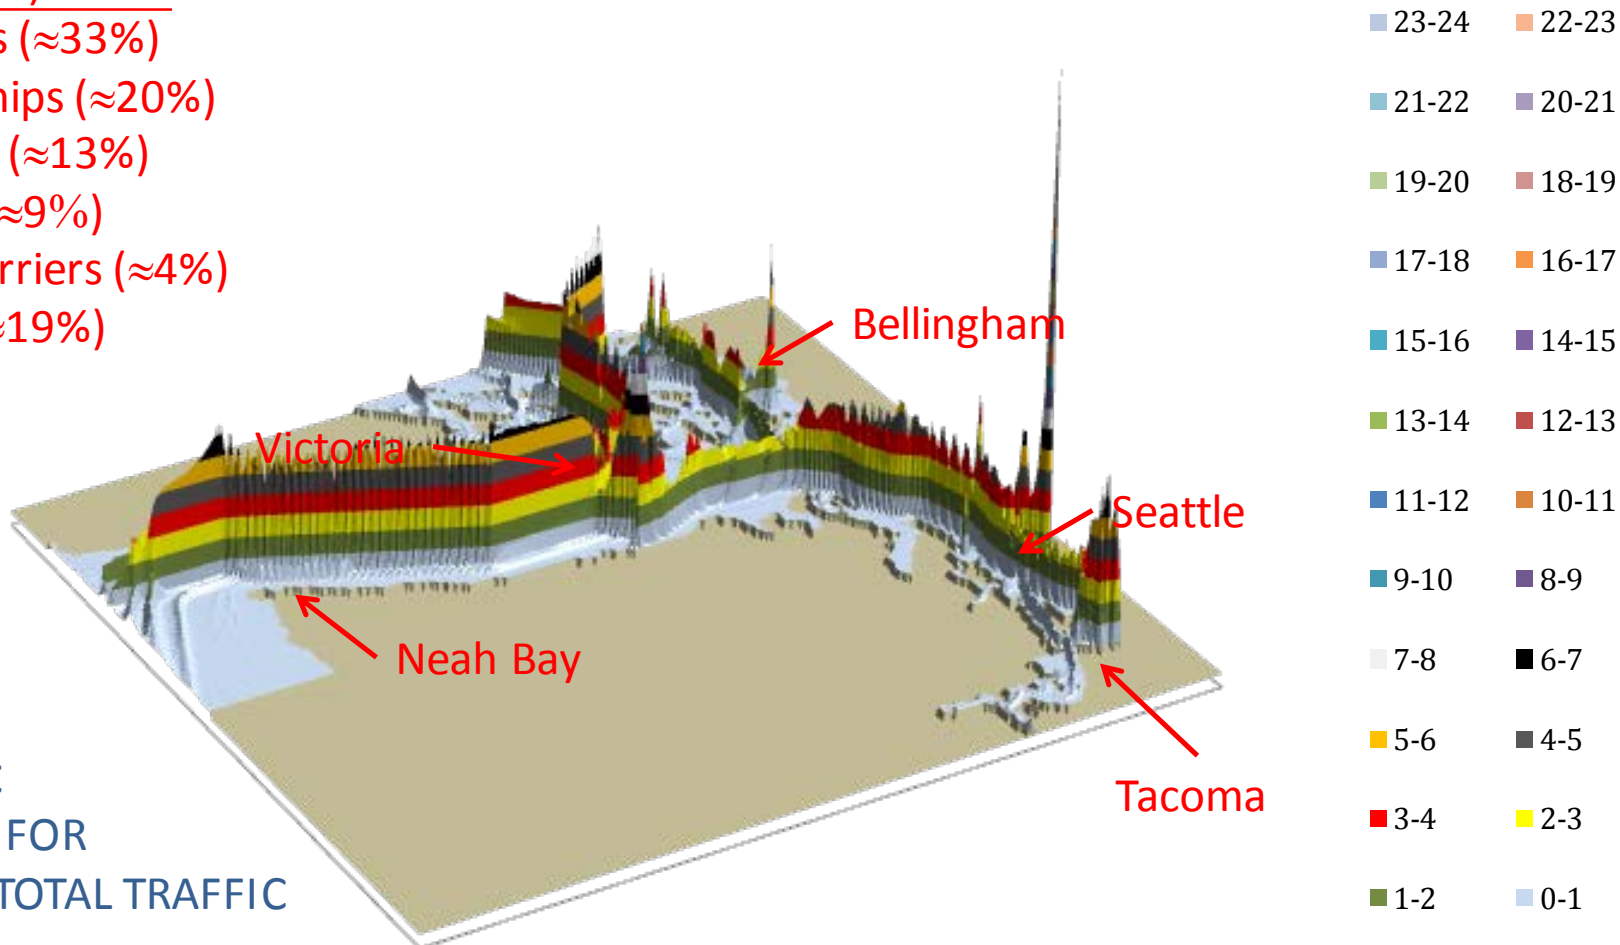 s (≈33%)
hips (≈20%)
(≈13%)
≈9%)
rriers (≈4%)
≈19%)
Bellingham
Victoria
Seattle
Neah Bay
Tacoma
FOR
TOTAL TRAFFIC
23-24 22-23
21-22 20-21
19-20 18-19
17-18 16-17
15-16 14-15
13-14 12-13
11-12 10-11
9-10 8-9
7-8 6-7
5-6 4-5
3-4 2-3
1-2 0-1